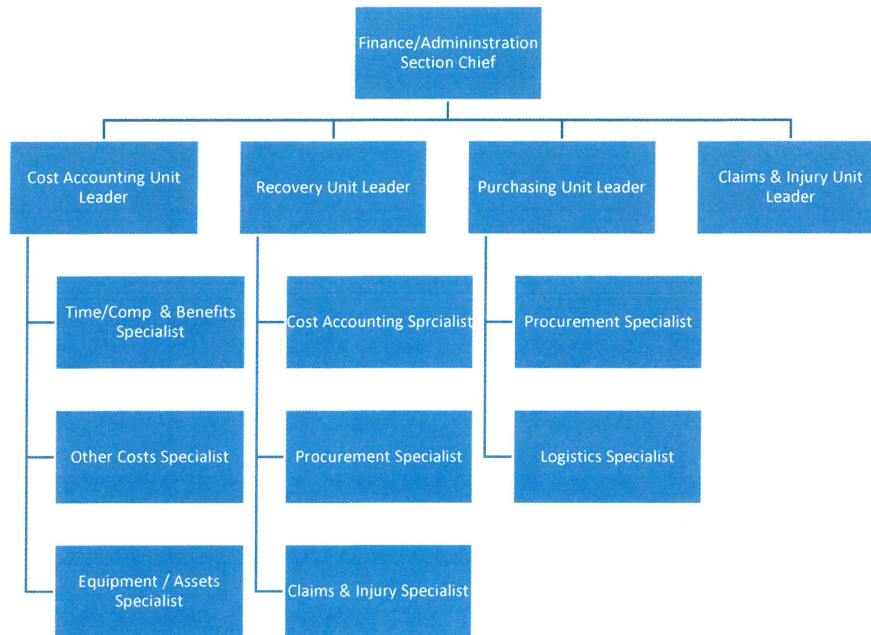 Finance/Admininstration
Section Chief
Cost Accounting Unit
Leader
Recovery Unit Leader
Purchasing Unit Leader
Claims & Injury Unit
Leader
Time/Comp & Benefits
Specialist
Cost Accounting Sprcialist
Procurement Specialist
Other Costs Specialist
Procurement Specialist
Logistics Specialist
Equipment / Assets
Specialist
Claims & Injury Specialist